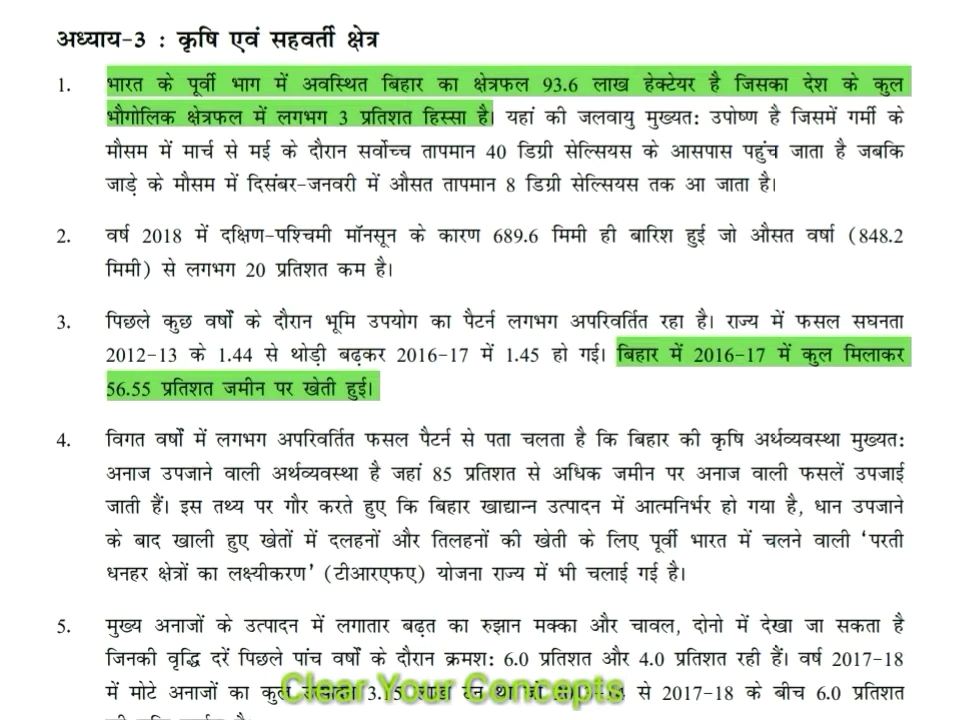 अध्याय-3 : कृषि एवं सहवर्ती क्षेत्र
1. भारत के पूर्वी भाग में अवस्थित बिहार का क्षेत्रफल 93.6 लाख हेक्टेयर है जिसका देश के कुल
भौगोलिक क्षेत्रफल में लगभग 3 प्रतिशत हिस्सा है। यहां की जलवायु मुख्यत: उपोष्ण है जिसमें गर्मी के
मौसम में मार्च से मई के दौरान सर्वोच्च तापमान 40 डिग्री सेल्सियस के आसपास पहुंच जाता है जबकि
जाड़े के मौसम में दिसंबर-जनवरी में औसत तापमान 8 डिग्री सेल्सियस तक आ जाता है।
2. वर्ष 2018 में दक्षिण-पश्चिमी मॉनसून के कारण 689.6 मिमी ही बारिश हुई जो औसत वर्षा (848.2
मिमी) से लगभग 20 प्रतिशत कम है।
3. पिछले कुछ वर्षों के दौरान भूमि उपयोग का पैटर्न लगभग अपरिवर्तित रहा है। राज्य में फसल सघनता
2012-13 के 1.44 से थोड़ी बढ़कर 2016-17 में 1.45 हो गई। बिहार में 2016-17 में कुल मिलाकर
56.55 प्रतिशत जमीन पर खेती हुई।
4. विगत वर्षों में लगभग अपरिवर्तित फसल पैटर्न से पता चलता है कि बिहार की कृषि अर्थव्यवस्था मुख्यत:
अनाज उपजाने वाली अर्थव्यवस्था है जहां 85 प्रतिशत से अधिक जमीन पर अनाज वाली फसलें उपजाई
जाती हैं। इस तथ्य पर गौर करते हुए कि बिहार खाद्यान्न उत्पादन में आत्मनिर्भर हो गया है, धान उपजाने
के बाद खाली हुए खेतों में दलहनों और तिलहनों की खेती के लिए पूर्वी भारत में चलने वाली ‘परती
धनहर क्षेत्रों का लक्ष्यीकरण’ (टीआरएफए) योजना राज्य में भी चलाई गई है।
5. मुख्य अनाजों के उत्पादन में लगातार बढ़त का रुझान मक्का और चावल, दोनो में देखा जा सकता है
जिनकी वृद्धि दरें पिछले पांच वर्षों के दौरान क्रमश: 6.0 प्रतिशत और 4.0 प्रतिशत रही हैं। वर्ष 2017-18
में मोटे अनाजों का कुल से 2017-18 के बीच 6.0 प्रतिशत
Clear Your Concepts